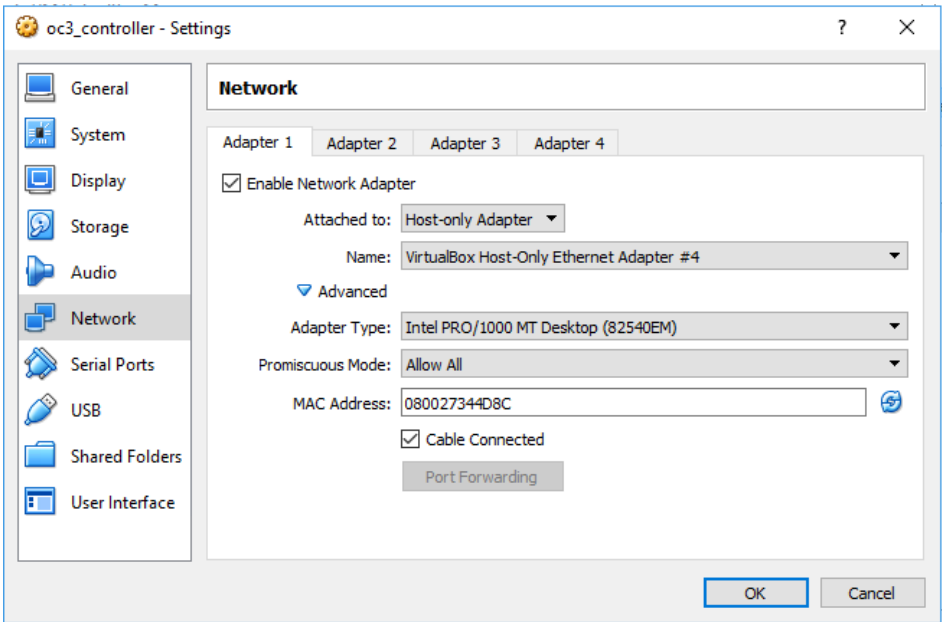 oc3_controller - Settings
?
General
System
Display
Storage
Audio
Network
Serial Ports
USB
Shared Folders
User Interface
Network
Adapter 1 Adapter 2 Adapter 3 Adapter 4
Enable Network Adapter
Attached to: Host-only Adapter
Name: VirtualBox Host-Only Ethernet Adapter #4
Advanced
Adapter Type: Intel PRO/1000 MT Desktop (82540EM)
Promiscuous Mode: Allow All
MAC Address: 080027344D8C
Cable Connected
Port Forwarding
OK Cancel